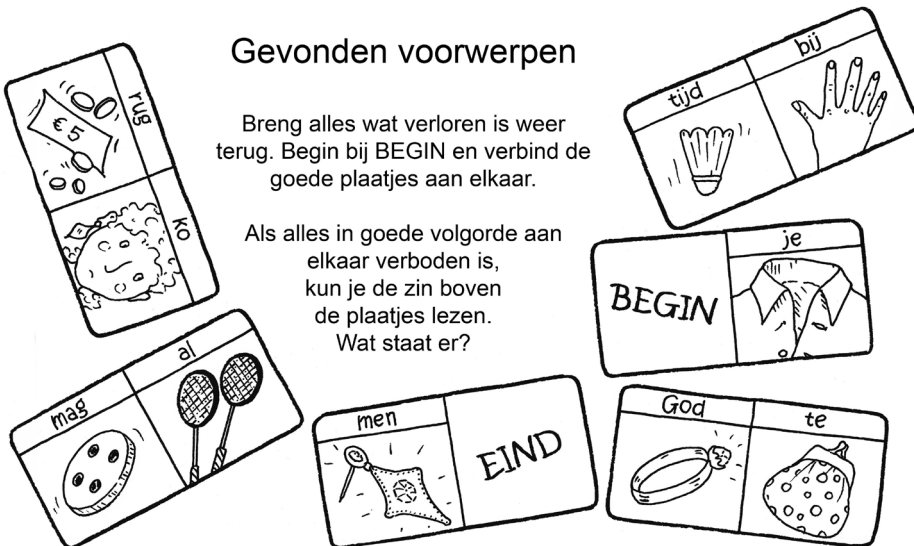 Gevonden voorwerpen
Breng alles wat verloren is weer
terug. Begin bij BEGIN en verbind de
goede plaatjes aan elkaar.
Als alles in goede volgorde aan
elkaar verboden is,
kun je de zin boven
de plaatjes lezen.
Wat staat er?
rug
€ 5
ko
tijd
bij
BEGIN
je
mag
al
men
EIND
God
te